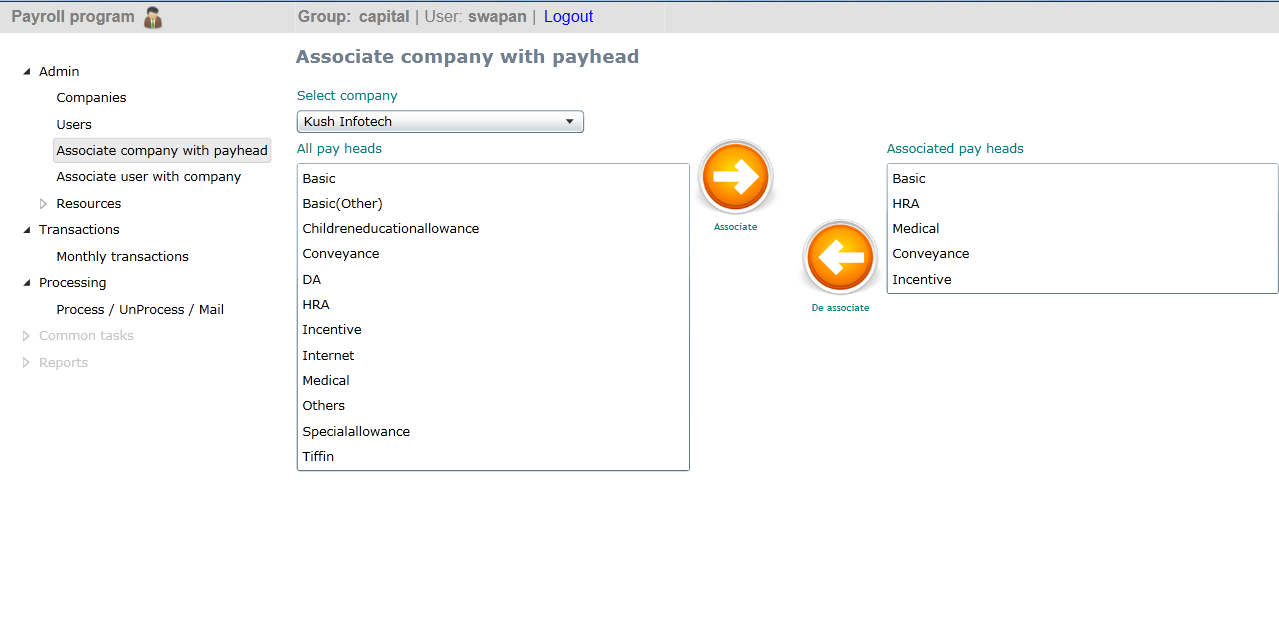 Payroll program
Group: capital | User: swapan | Logout
Admin
Companies
Users
Associate company with payhead
Associate user with company
Resources
Transactions
Monthly transactions
Processing
Process / UnProcess / Mail
Common tasks
Reports
Associate company with payhead
Select company
Kush Infotech
All pay heads
Basic
Basic(Other)
Childreneducationallowance
Conveyance
DA
HRA
Incentive
Internet
Medical
Others
Specialallowance
Tiffin
Associate
De associate
Associated pay heads
Basic
HRA
Medical
Conveyance
Incentive